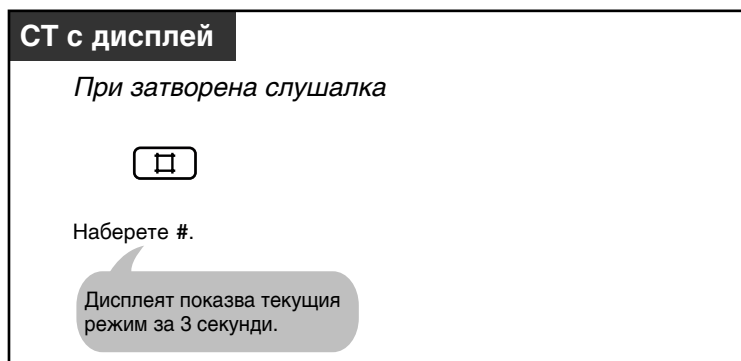 СТ с дисплей
При затворена слушалка
Наберете #.
Дисплеят показва текущия
режим за 3 секунди.